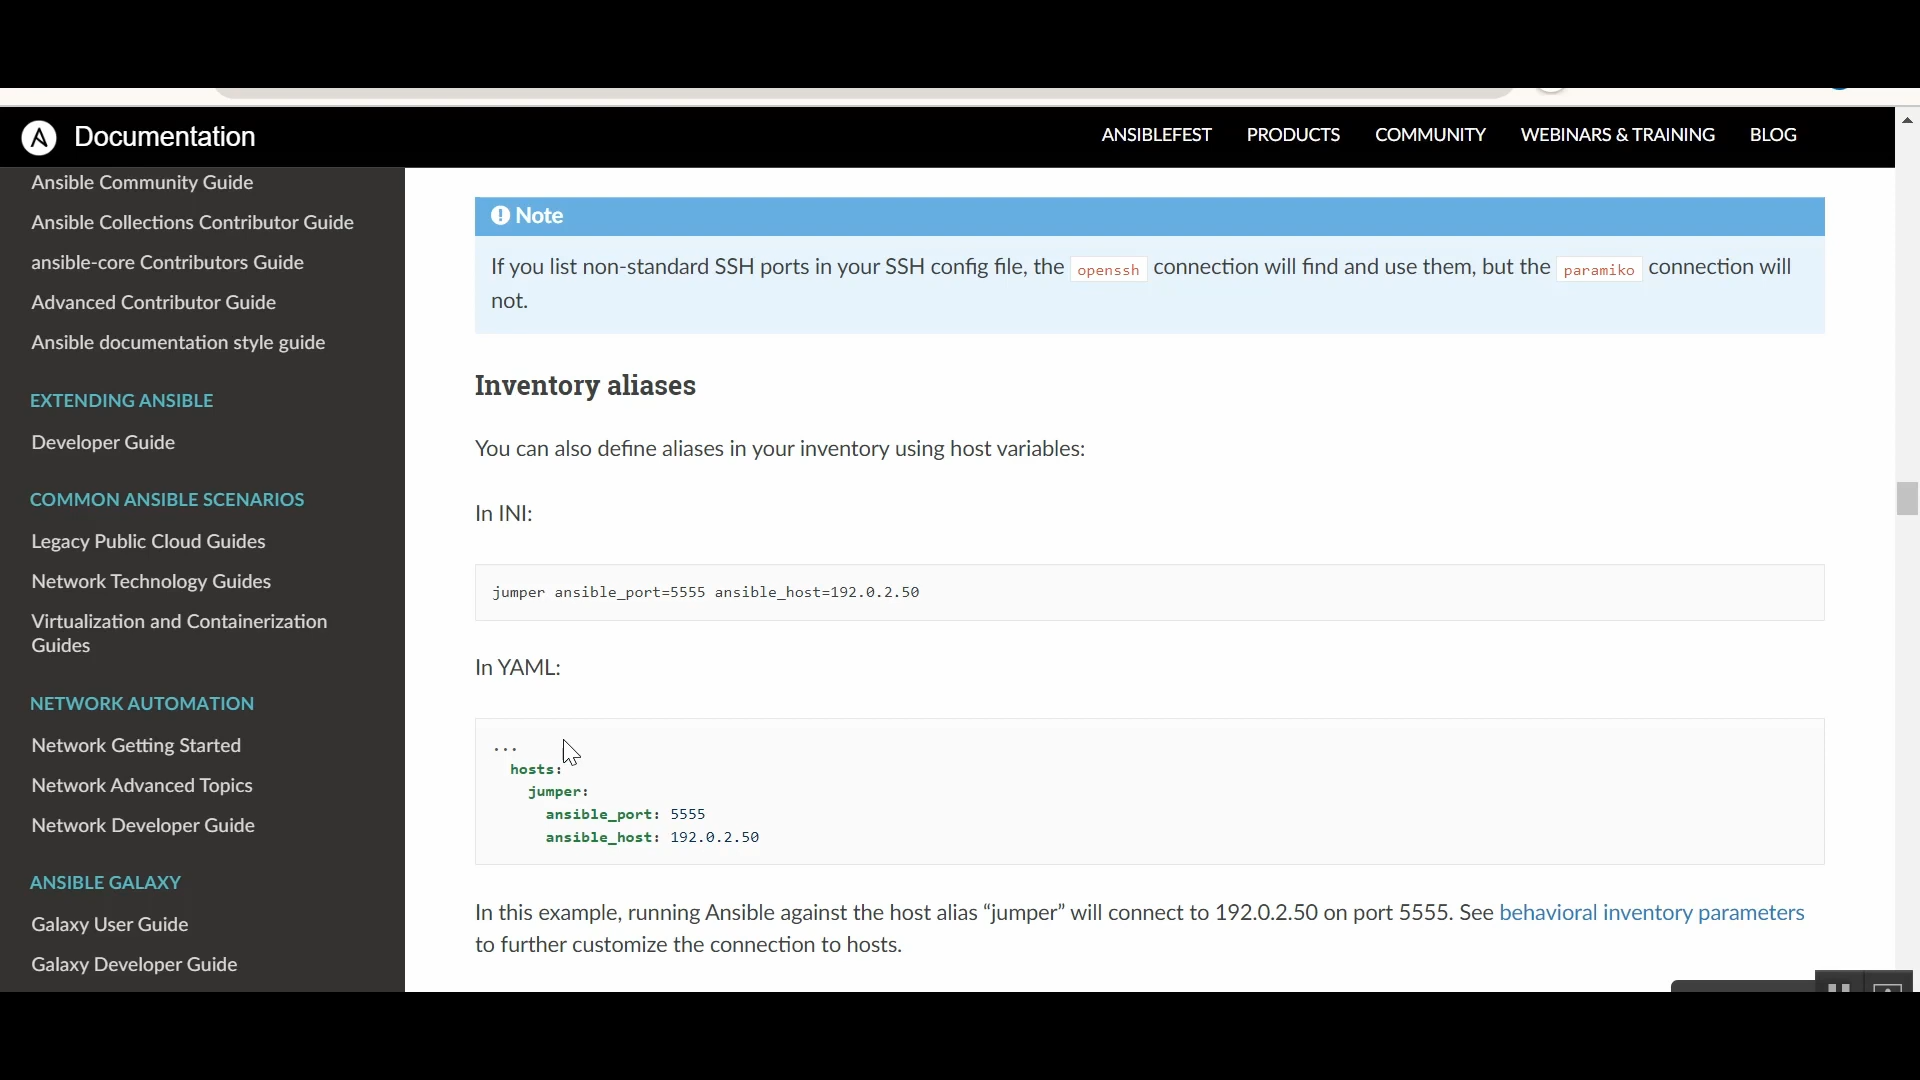 Documentation
ANSIBLEFEST PRODUCTS COMMUNITY WEBINARS & TRAINING BLOG
Ansible Community Guide
Ansible Collections Contributor Guide
ansible-core Contributors Guide
Advanced Contributor Guide
Ansible documentation style guide
EXTENDING ANSIBLE
Developer Guide
COMMON ANSIBLE SCENARIOS
Legacy Public Cloud Guides
Network Technology Guides
Virtualization and Containerization
Guides
NETWORK AUTOMATION
Network Getting Started
Network Advanced Topics
Network Developer Guide
ANSIBLE GALAXY
Galaxy User Guide
Galaxy Developer Guide
Note
If you list non-standard SSH ports in your SSH config file, the openssh connection will find and use them, but the paramiko connection will
not.
Inventory aliases
You can also define aliases in your inventory using host variables:
In INI:
jumper ansible_port=5555 ansible_host=192.0.2.50
In YAML:
...
hosts:
jumper:
ansible_port: 5555
ansible_host: 192.0.2.50
In this example, running Ansible against the host alias “jumper” will connect to 192.0.2.50 on port 5555. See behavioral inventory parameters
to further customize the connection to hosts.